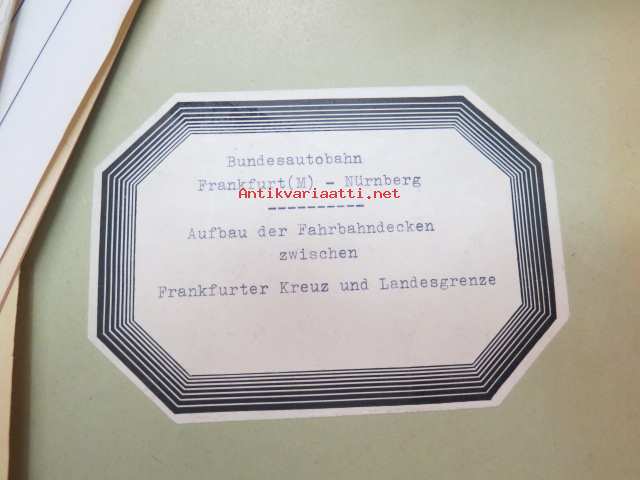 Bundesautobahn
Frankfurt(M) - Nürnberg
Antikvariaatti.net
----------
Aufbau der Fahrbahndecken
zwischen
Frankfurter Kreuz und Landesgrenze